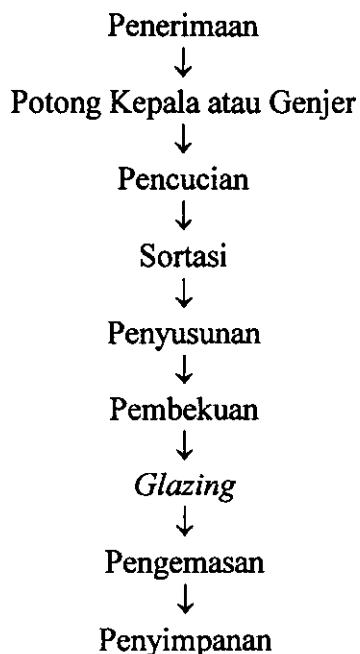 Penerimaan
↓
Potong Kepala atau Genjer
↓
Pencucian
↓
Sortasi
↓
Penyusunan
↓
Pembekuan
↓
Glazing
↓
Pengemasan
↓
Penyimpanan